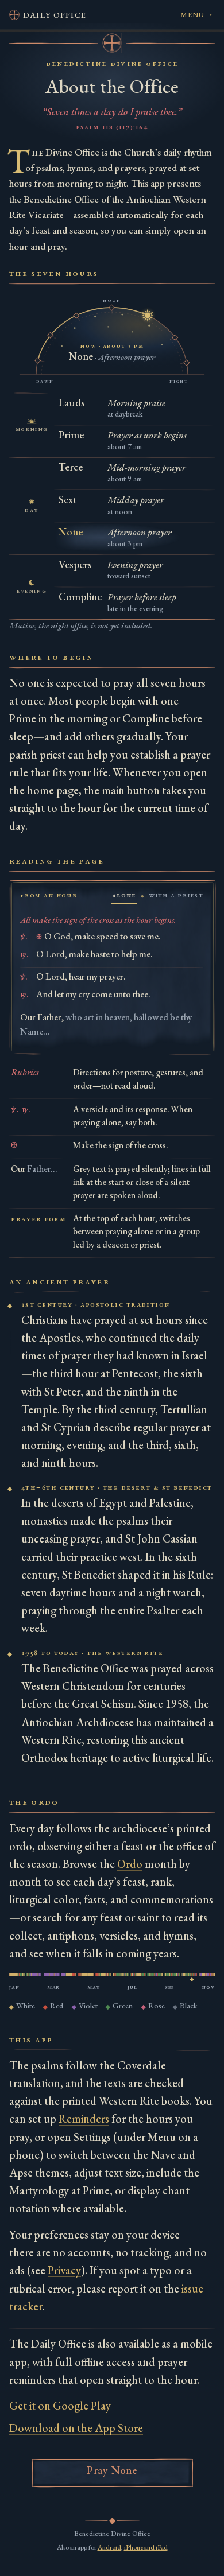 DAILY OFFICE
MENU
BENEDICTINE DIVINE OFFICE
About the Office
“Seven times a day do I praise thee.”
PSALM 118 (119):164
THE Divine Office is the Church’s daily rhythm
of psalms, hymns, and prayers, prayed at set
hours from morning to night. This app presents
the Benedictine Office of the Antiochian Western
Rite Vicariate—assembled automatically for each
day’s feast and season, so you can simply open an
hour and pray.
THE SEVEN HOURS
NOON
NOW · ABOUT 3 PM
None · Afternoon prayer
DAWN
NIGHT
MORNING
Lauds
Morning praise
at daybreak
Prime
Prayer as work begins
about 7 am
DAY
Terce
Mid-morning prayer
about 9 am
Sext
Midday prayer
at noon
None
Afternoon prayer
about 3 pm
EVENING
Vespers
Evening prayer
toward sunset
Compline
Prayer before sleep
late in the evening
Matins, the night office, is not yet included.
WHERE TO BEGIN
No one is expected to pray all seven hours
at once. Most people begin with one—
Prime in the morning or Compline before
sleep—and add others gradually. Your
parish priest can help you establish a prayer
rule that fits your life. Whenever you open
the home page, the main button takes you
straight to the hour for the current time of
day.
READING THE PAGE
FROM AN HOUR
ALONE
WITH A PRIEST
All make the sign of the cross as the hour begins.
℣. ✠ O God, make speed to save me.
℟. O Lord, make haste to help me.
℣. O Lord, hear my prayer.
℟. And let my cry come unto thee.
Our Father, who art in heaven, hallowed be thy
Name…
Rubrics
Directions for posture, gestures, and
order—not read aloud.
℣. ℟.
A versicle and its response. When
praying alone, say both.
✠
Make the sign of the cross.
Our Father…
Grey text is prayed silently; lines in full
ink at the start or close of a silent
prayer are spoken aloud.
PRAYER FORM
At the top of each hour, switches
between praying alone or in a group
led by a deacon or priest.
AN ANCIENT PRAYER
1ST CENTURY · APOSTOLIC TRADITION
Christians have prayed at set hours since
the Apostles, who continued the daily
times of prayer they had known in Israel
—the third hour at Pentecost, the sixth
with St Peter, and the ninth in the
Temple. By the third century, Tertullian
and St Cyprian describe regular prayer at
morning, evening, and the third, sixth,
and ninth hours.
4TH–6TH CENTURY · THE DESERT & ST BENEDICT
In the deserts of Egypt and Palestine,
monastics made the psalms their
unceasing prayer, and St John Cassian
carried their practice west. In the sixth
century, St Benedict shaped it in his Rule:
seven daytime hours and a night watch,
praying through the entire Psalter each
week.
1958 TO TODAY · THE WESTERN RITE
The Benedictine Office was prayed across
Western Christendom for centuries
before the Great Schism. Since 1958, the
Antiochian Archdiocese has maintained a
Western Rite, restoring this ancient
Orthodox heritage to active liturgical life.
THE ORDO
Every day follows the archdiocese’s printed
ordo, observing either a feast or the office of
the season. Browse the Ordo month by
month to see each day’s feast, rank,
liturgical color, fasts, and commemorations
—or search for any feast or saint to read its
collect, antiphons, versicles, and hymns,
and see when it falls in coming years.
JAN
MAR
MAY
JUL
SEP
NOV
White
Red
Violet
Green
Rose
Black
THIS APP
The psalms follow the Coverdale
translation, and the texts are checked
against the printed Western Rite books. You
can set up Reminders for the hours you
pray, or open Settings (under Menu on a
phone) to switch between the Nave and
Apse themes, adjust text size, include the
Martyrology at Prime, or display chant
notation where available.
Your preferences stay on your device—
there are no accounts, no tracking, and no
ads (see Privacy). If you spot a typo or a
rubrical error, please report it on the issue
tracker.
The Daily Office is also available as a mobile
app, with full offline access and prayer
reminders that open straight to the hour.
Get it on Google Play
Download on the App Store
Pray None
Benedictine Divine Office
Also an app for Android, iPhone and iPad